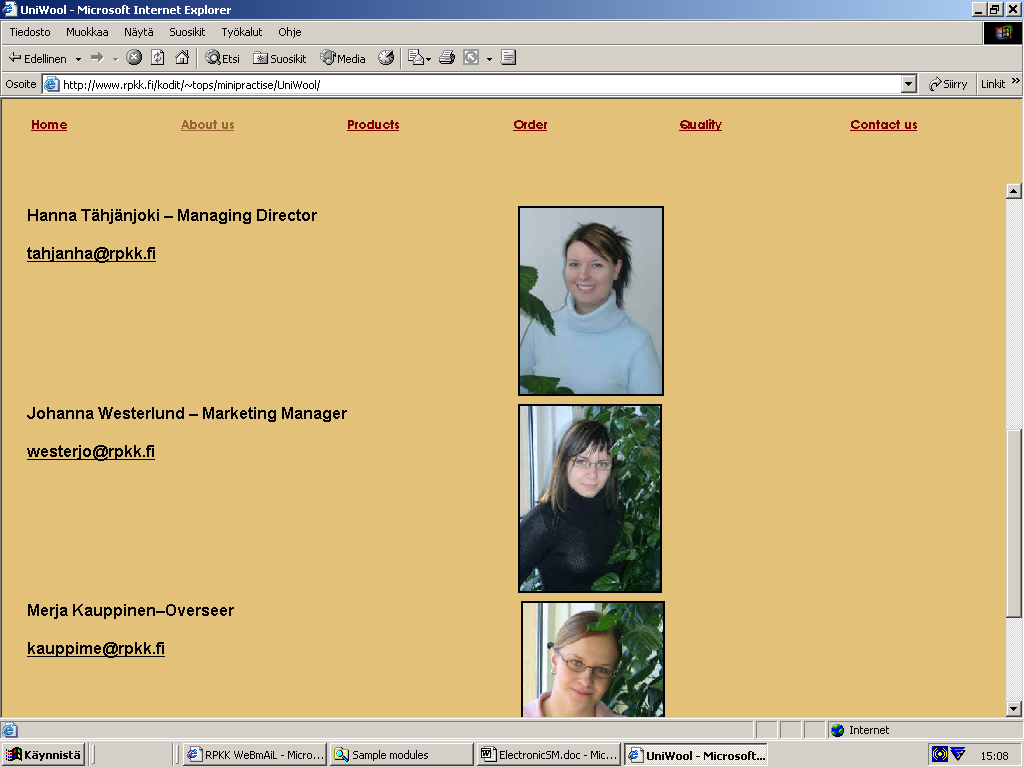 UniWool - Microsoft Internet Explorer
Tiedosto Muokkaa Näytä Suosikit Työkalut Ohje
Edellinen Etsi Suosikit Media
Osoite http://www.rpkk.fi/kodit/~tops/minipractise/UniWool/ Siirry Linkit »
Home About us Products Order Quality Contact us
Hanna Tähjänjoki – Managing Director
tahjanha@rpkk.fi
Johanna Westerlund – Marketing Manager
westerjo@rpkk.fi
Merja Kauppinen–Overseer
kauppime@rpkk.fi
Internet
Käynnistä RPKK WeBmAiL - Micro... Sample modules ElectronicSM.doc - Mic... UniWool - Microsoft... 15:08